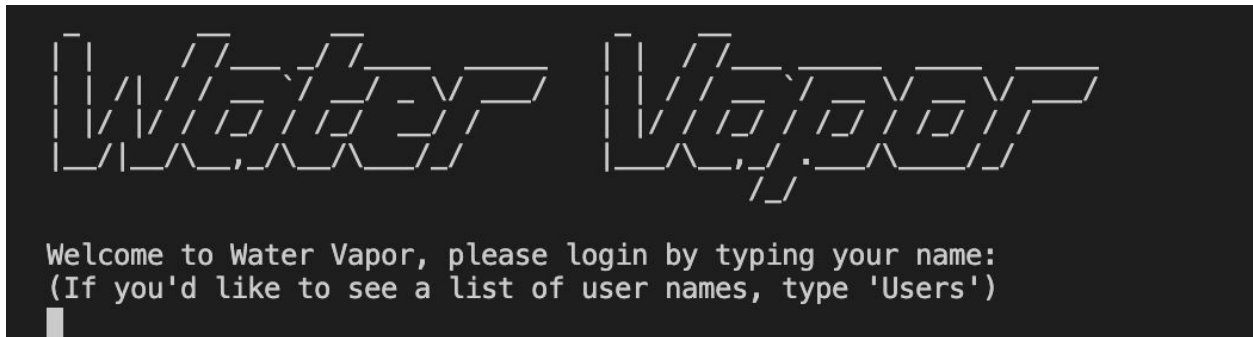 Water Vapor
Welcome to Water Vapor, please login by typing your name:
(If you'd like to see a list of user names, type 'Users')